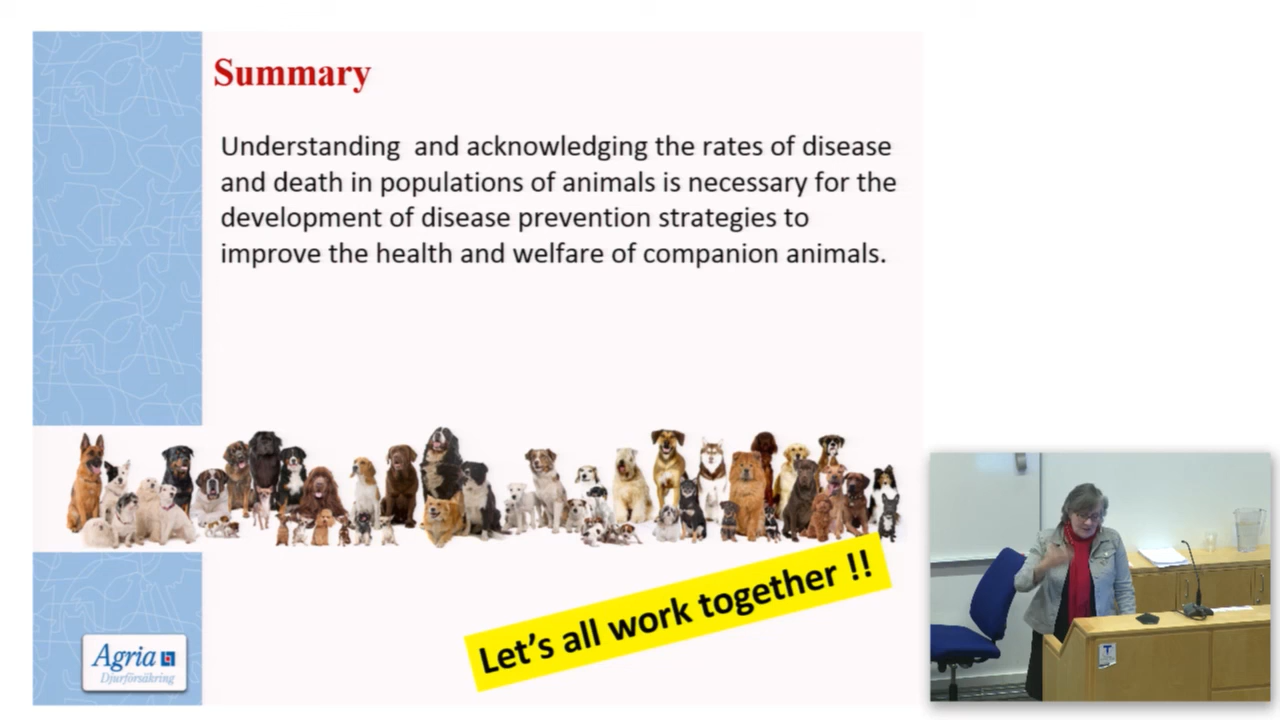 Summary
Understanding  and acknowledging the rates of disease
and death in populations of animals is necessary for the
development of disease prevention strategies to
improve the health and welfare of companion animals.
Let's all work together !!
Agria
Djurförsäkring
T